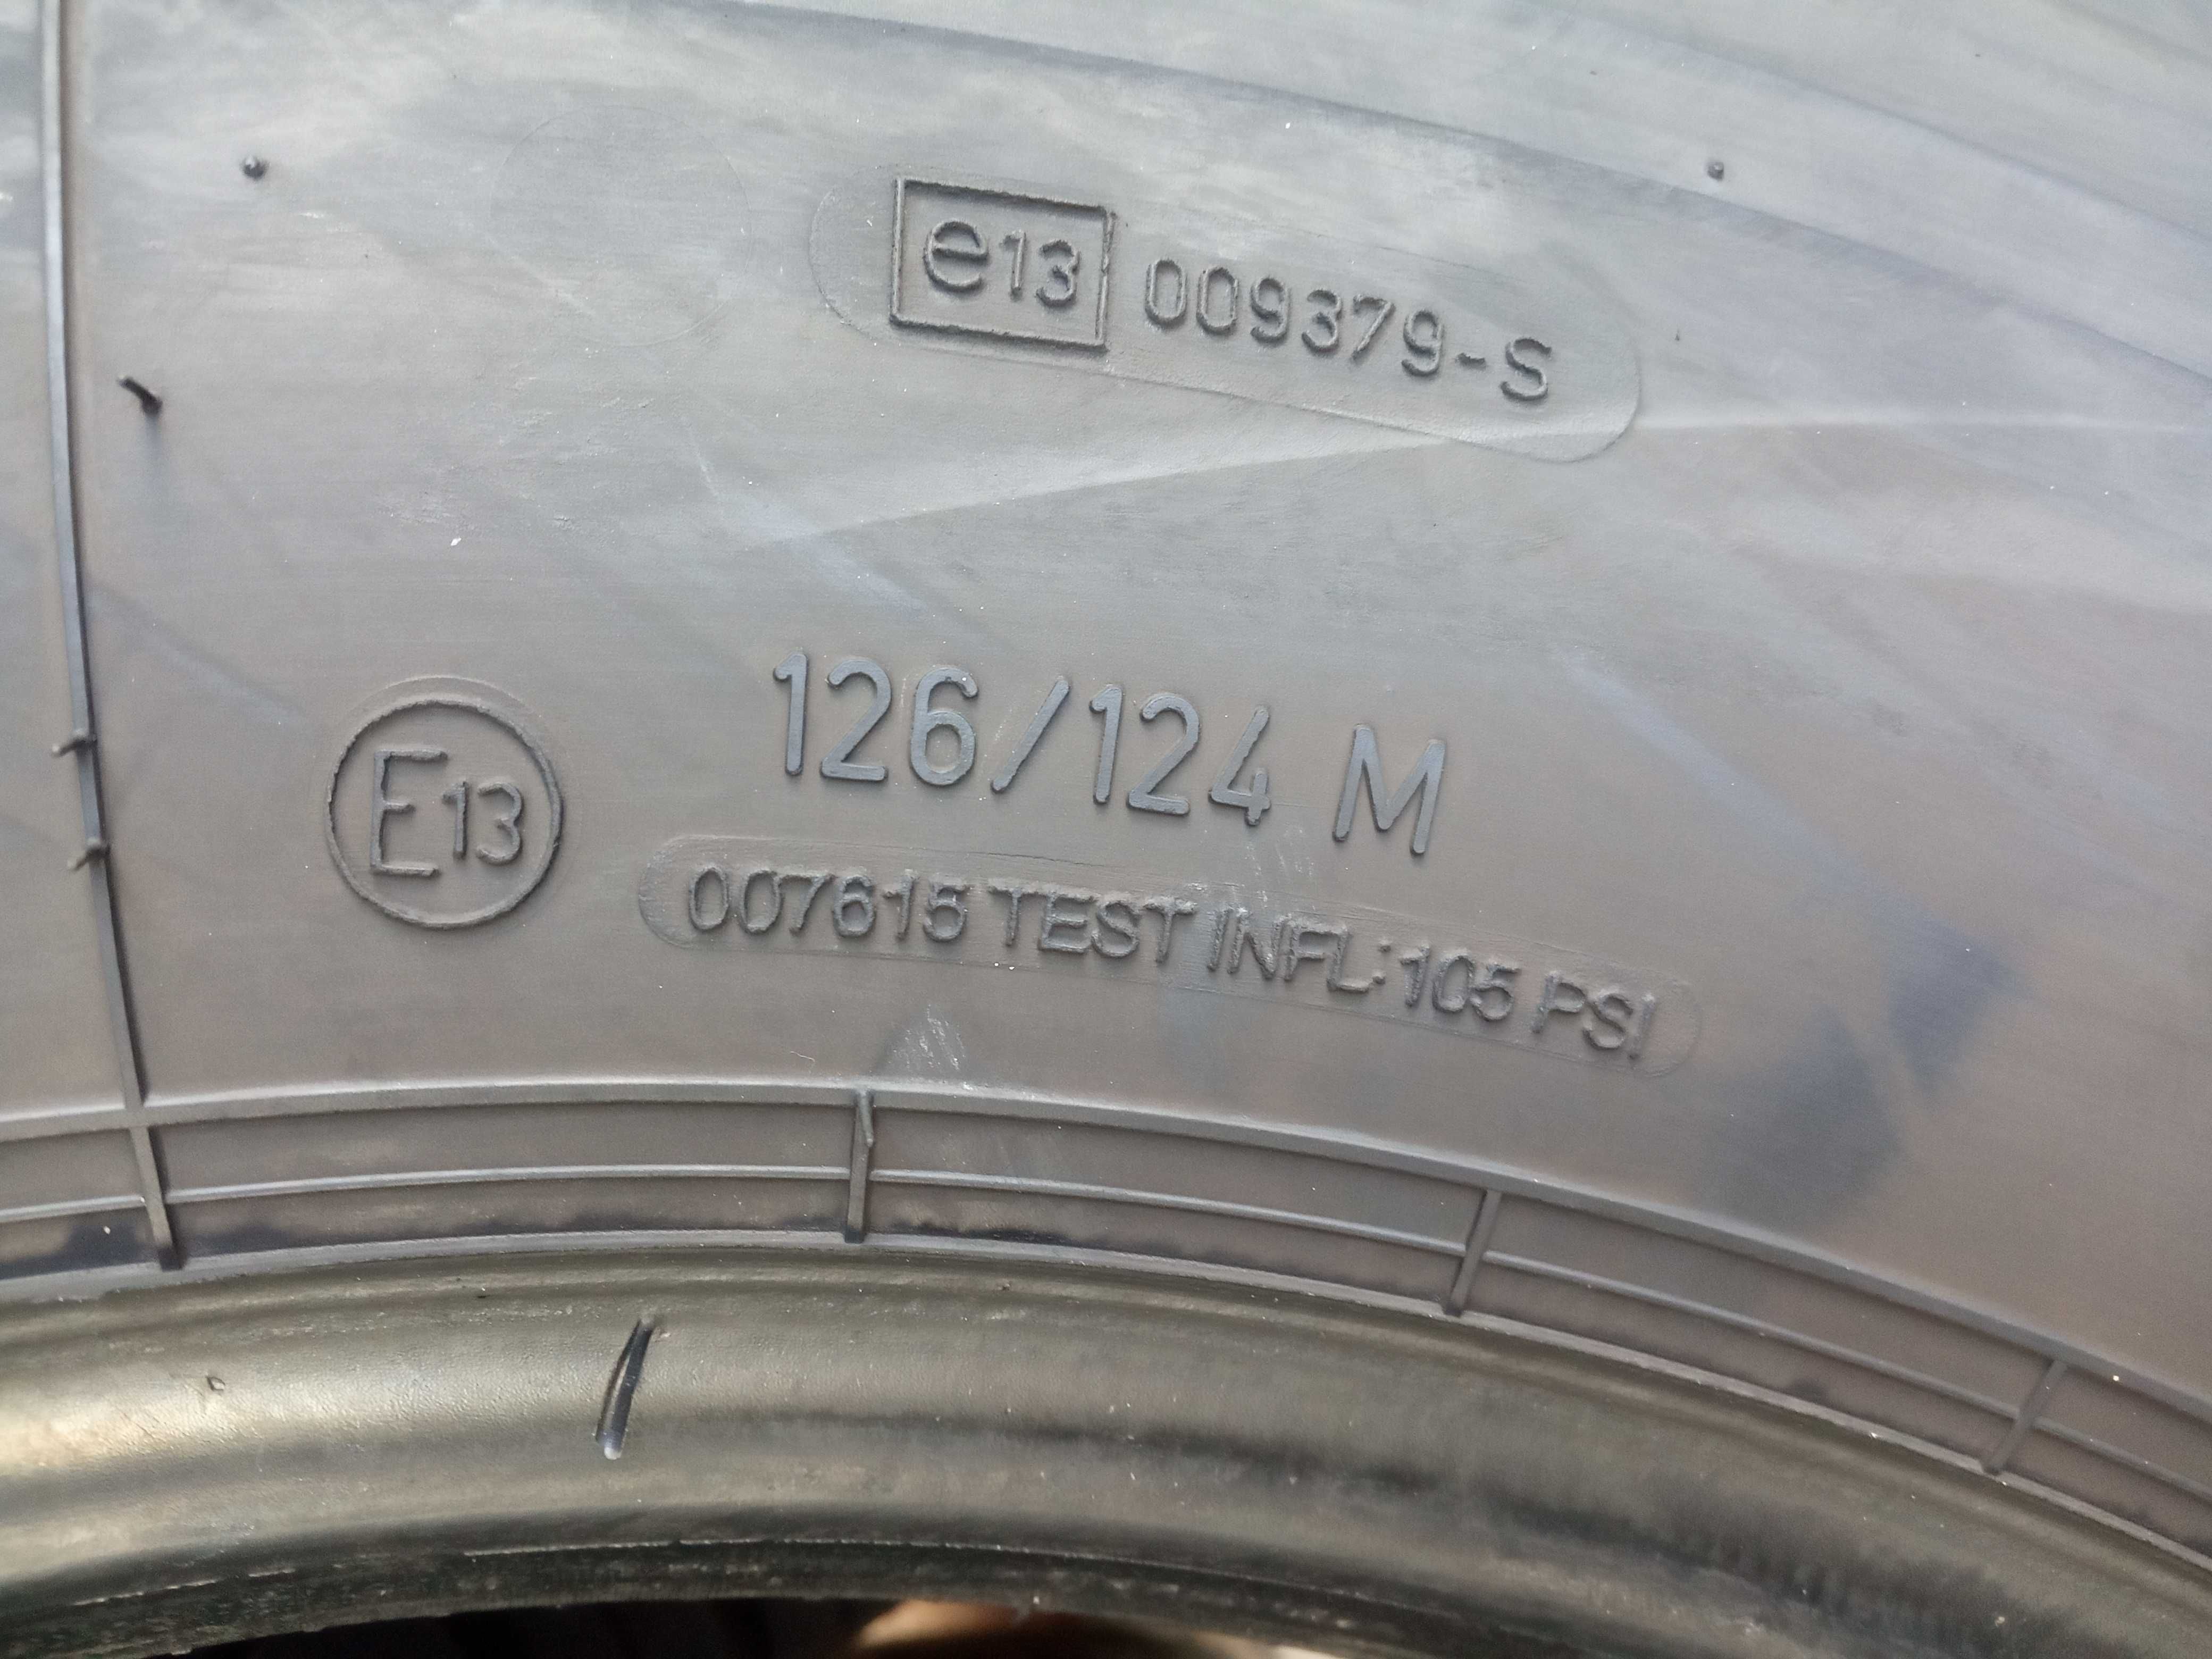 e13 009379-S
126/124 M
E13
007615 TEST INFL:105 PSI